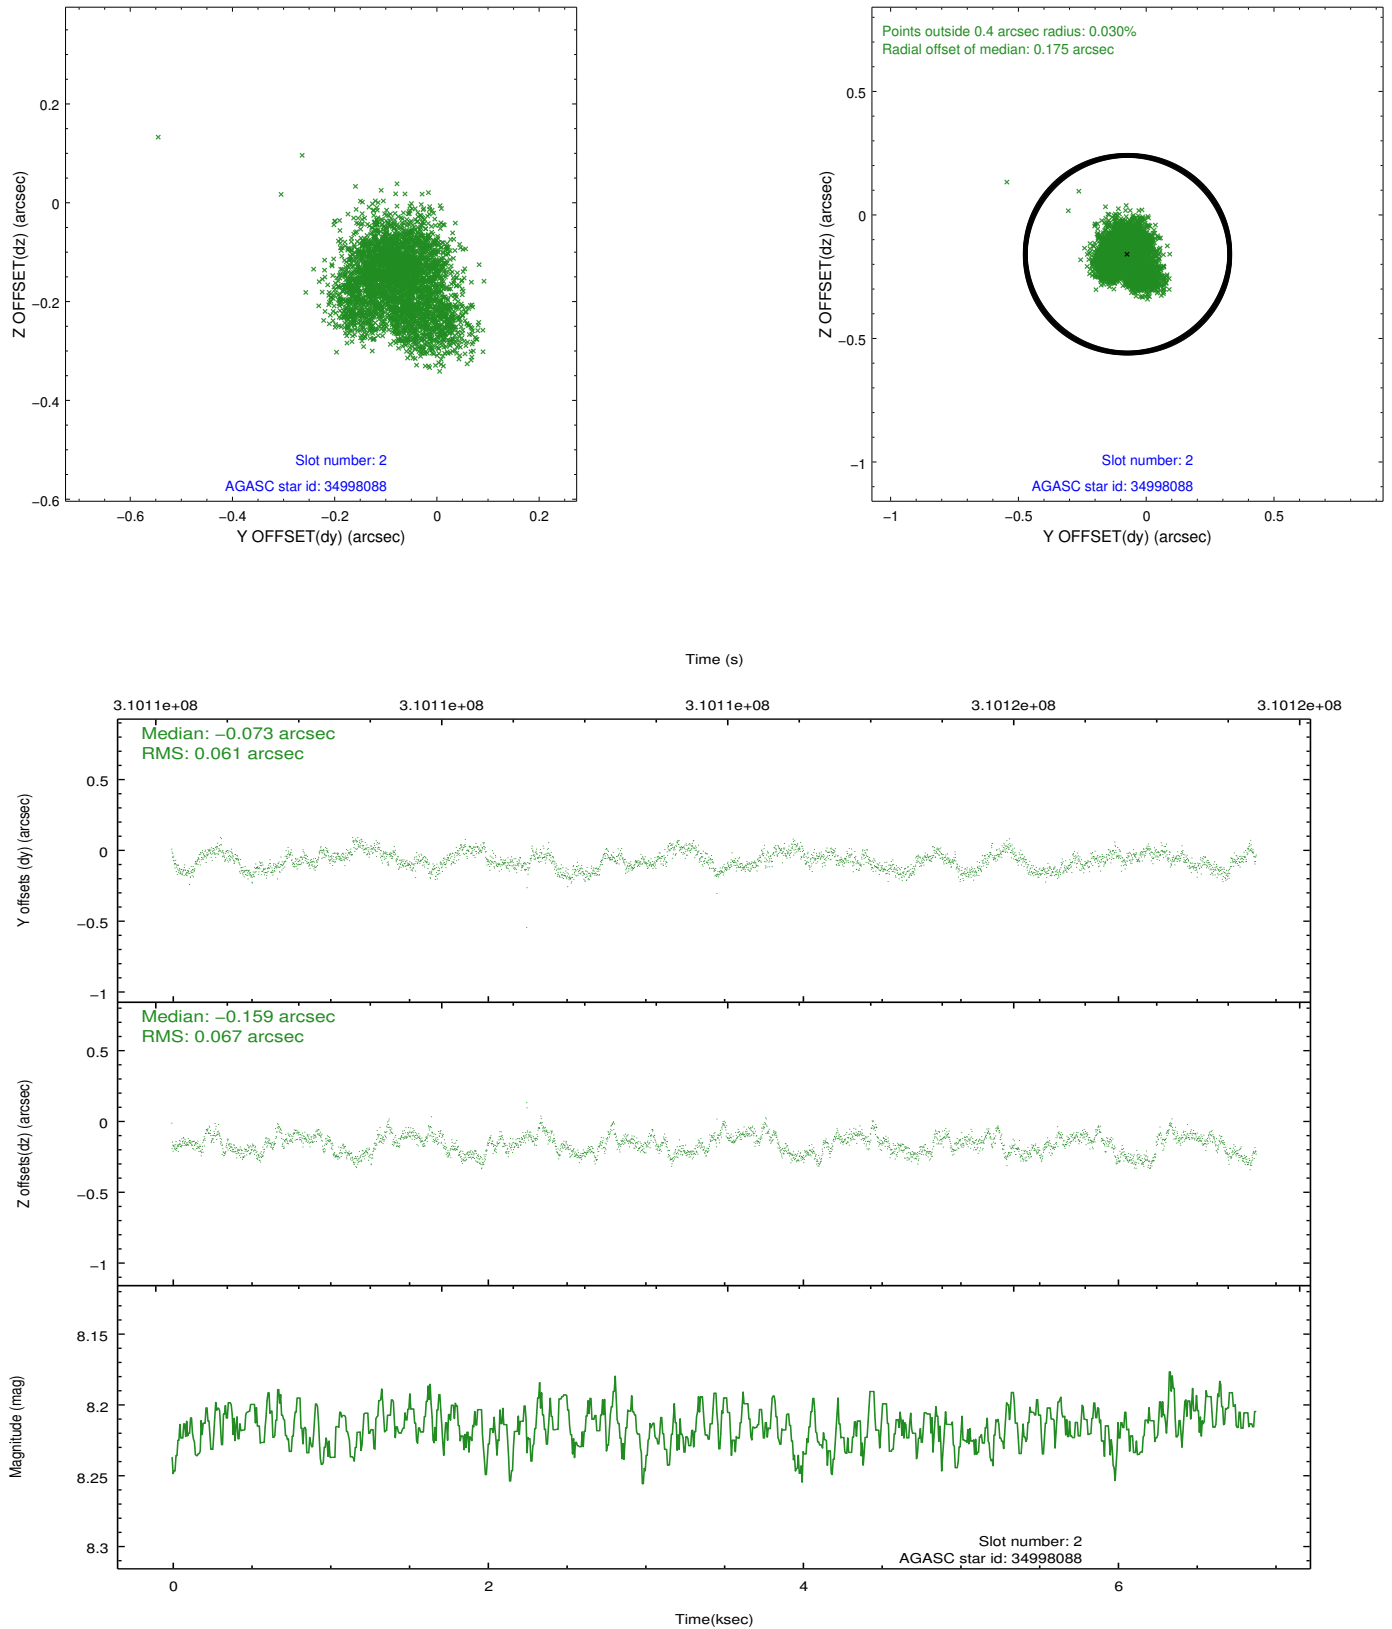 0.2
0
−0.2
−0.4
−0.6
Z OFFSET(dz) (arcsec)
Slot number: 2
AGASC star id: 34998088
−0.6
−0.4
−0.2
0
0.2
Y OFFSET(dy) (arcsec)
Points outside 0.4 arcsec radius: 0.030%
Radial offset of median: 0.175 arcsec
0.5
0
−0.5
−1
Z OFFSET(dz) (arcsec)
Slot number: 2
AGASC star id: 34998088
−1
−0.5
0
0.5
Y OFFSET(dy) (arcsec)
Time (s)
3.1011e+08
3.1011e+08
3.1011e+08
3.1012e+08
3.1012e+08
Median: −0.073 arcsec
RMS: 0.061 arcsec
0.5
0
−0.5
−1
Y offsets (dy) (arcsec)
Median: −0.159 arcsec
RMS: 0.067 arcsec
0.5
0
−0.5
−1
Z offsets(dz) (arcsec)
8.15
8.2
8.25
8.3
Magnitude (mag)
Slot number: 2
AGASC star id: 34998088
0
2
4
6
Time(ksec)